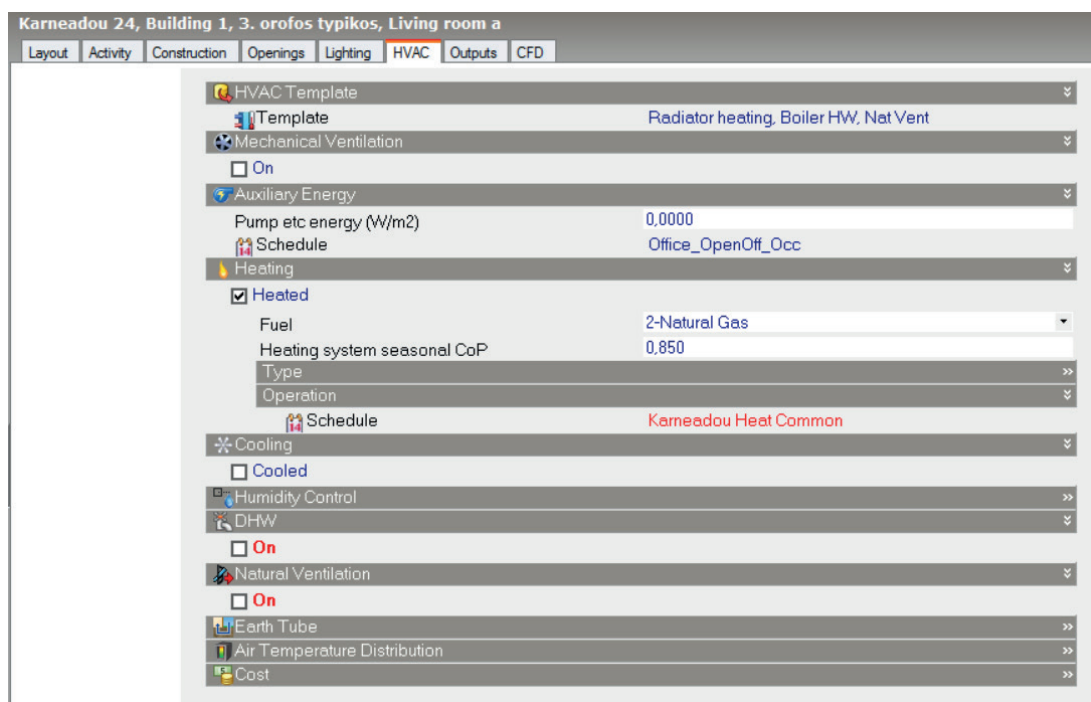 Karneadou 24, Building 1, 3. orofos typikos, Living room a
Layout Activity Construction Openings Lighting HVAC Outputs CFD
HVAC Template
Template Radiator heating, Boiler HW, Nat Vent
Mechanical Ventilation
On
Auxiliary Energy
Pump etc energy (W/m2) 0,0000
Schedule Office_OpenOff_Occ
Heating
Heated
Fuel 2-Natural Gas
Heating system seasonal CoP 0,850
Type
Operation
Schedule Karneadou Heat Common
Cooling
Cooled
Humidity Control
DHW
On
Natural Ventilation
On
Earth Tube
Air Temperature Distribution
Cost